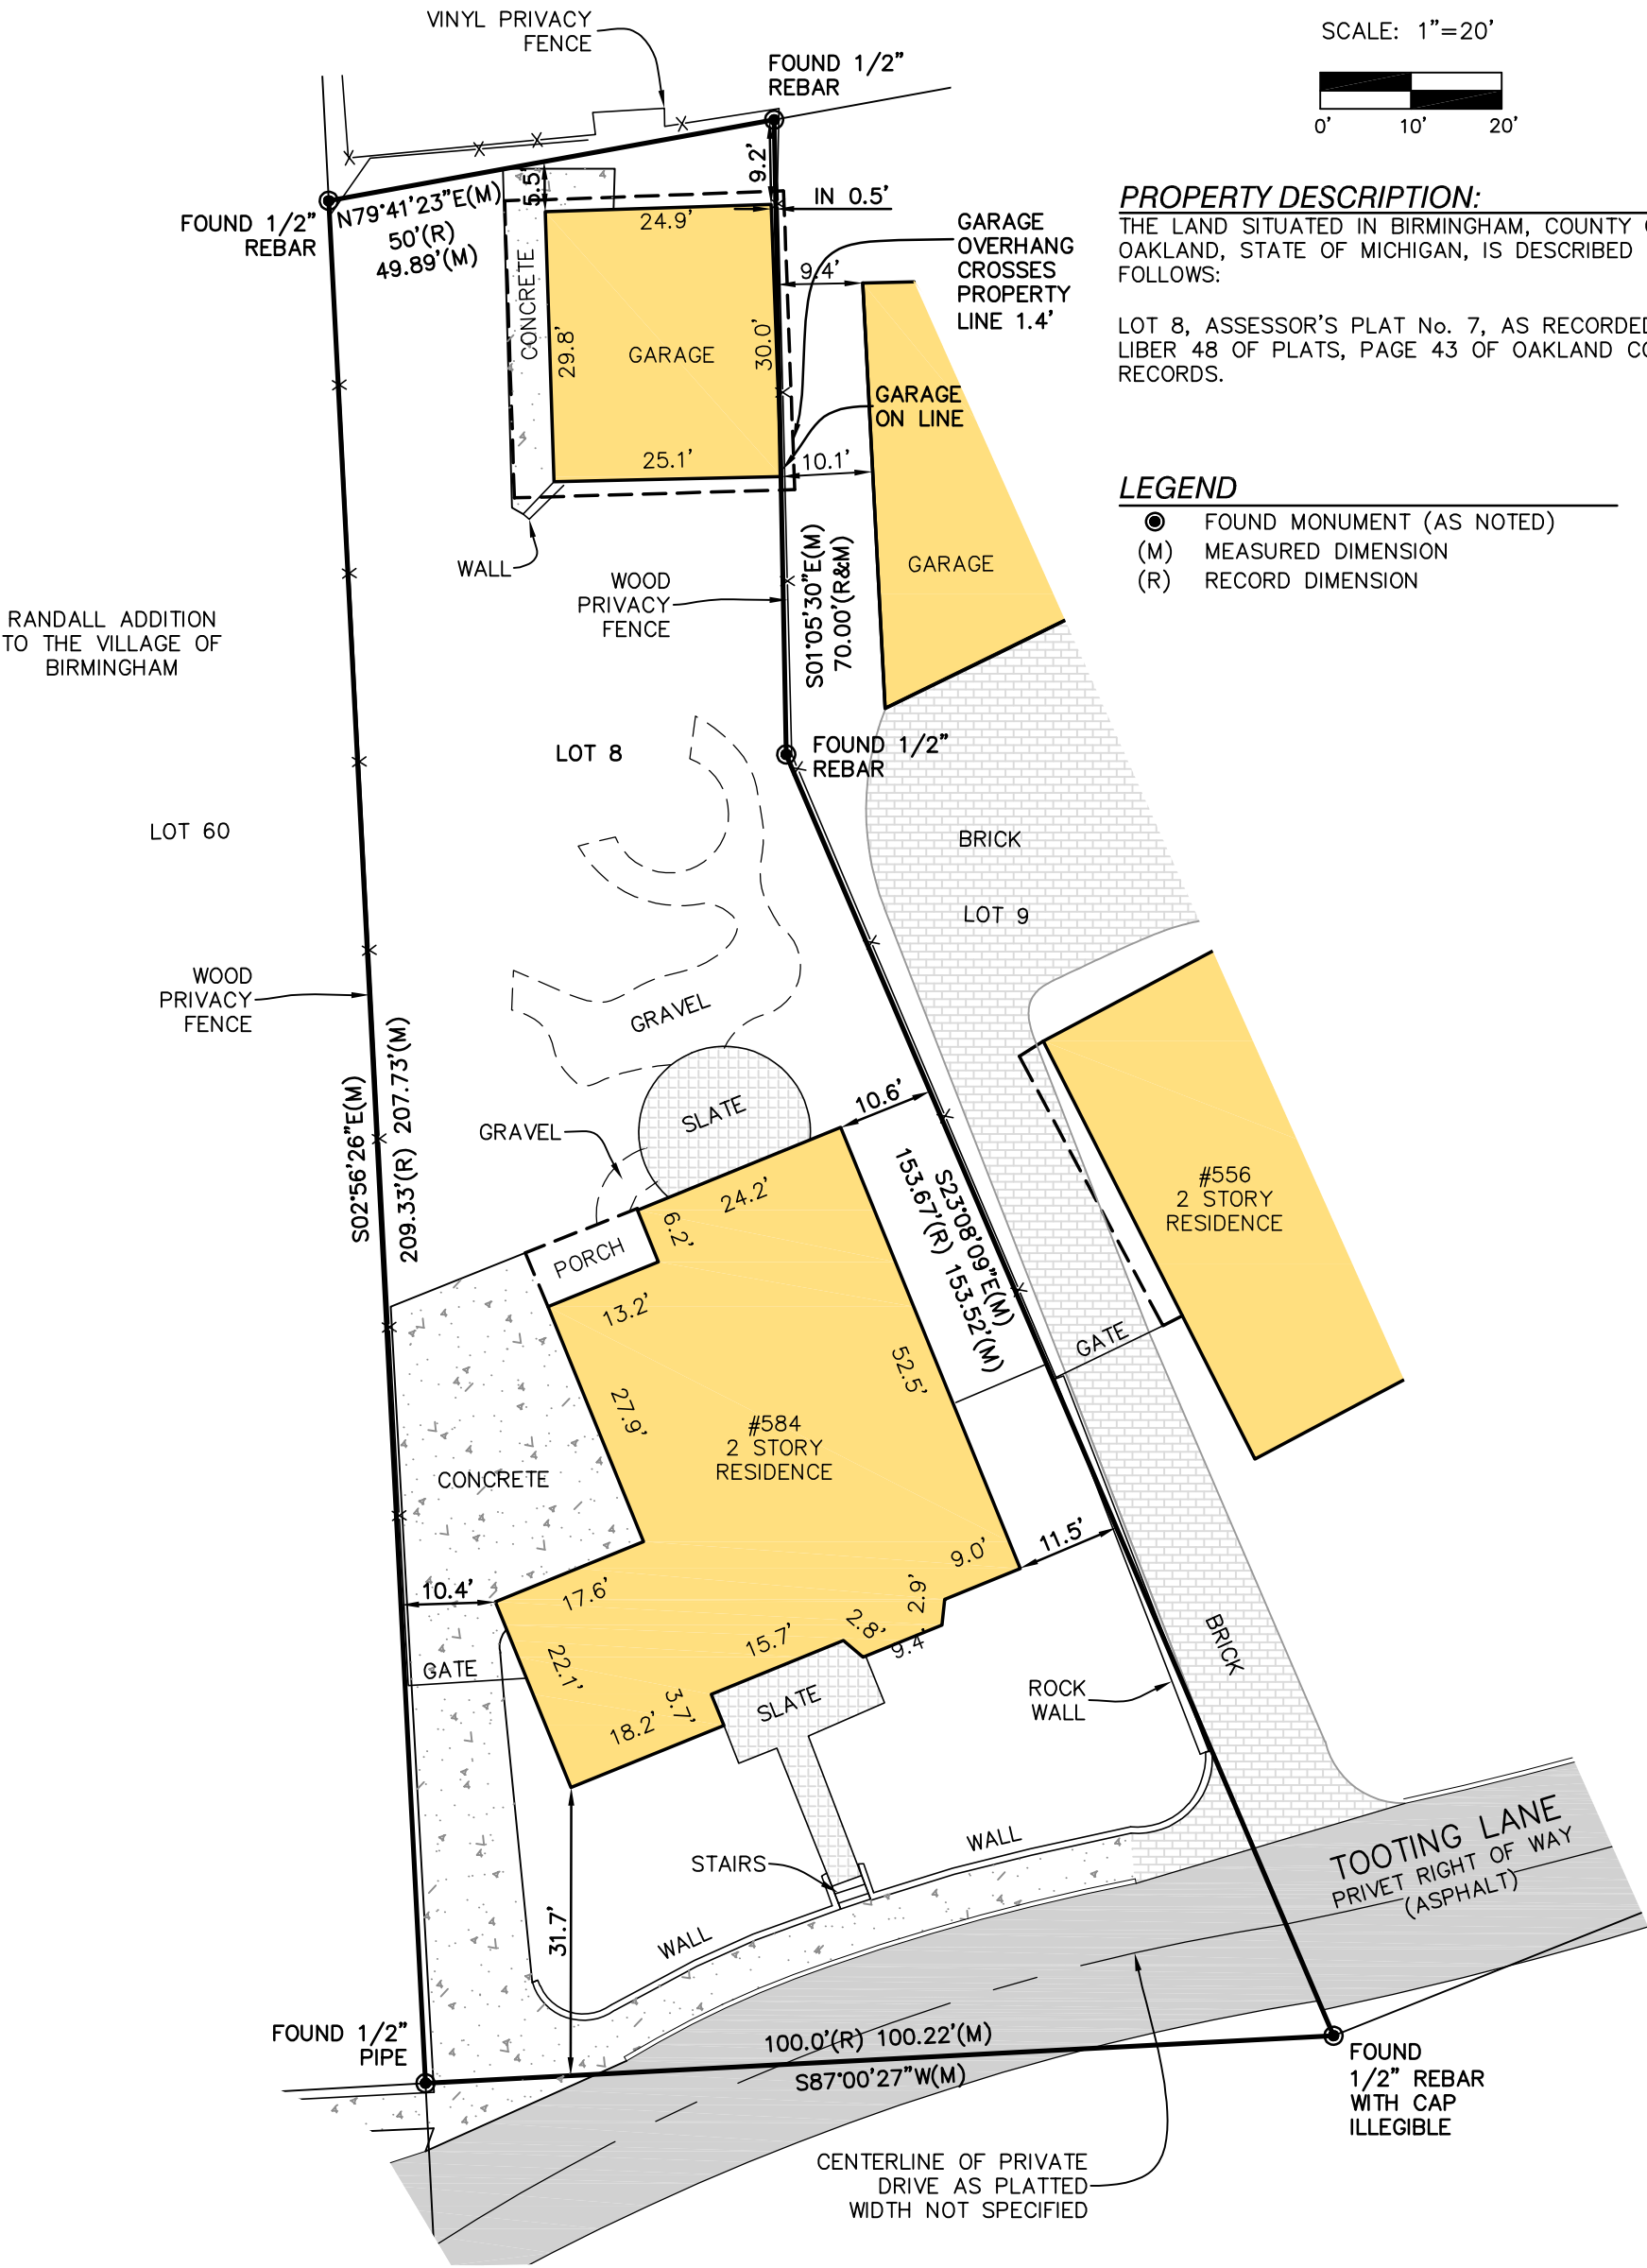 VINYL PRIVACY
FENCE
FOUND 1/2"
REBAR
SCALE: 1"=20'
0' 10' 20'
PROPERTY DESCRIPTION:
THE LAND SITUATED IN BIRMINGHAM, COUNTY
OAKLAND, STATE OF MICHIGAN, IS DESCRIBED
FOLLOWS:
LOT 8, ASSESSOR'S PLAT No. 7, AS RECORDED
LIBER 48 OF PLATS, PAGE 43 OF OAKLAND
RECORDS.
LEGEND
FOUND MONUMENT (AS NOTED)
(M) MEASURED DIMENSION
(R) RECORD DIMENSION
FOUND 1/2"
REBAR
N79°41'23"E(M)
50'(R)
49.89'(M)
5.5'
9.2'
IN 0.5'
24.9'
CONCRETE
29.8'
GARAGE
30.0'
25.1'
9.4'
GARAGE
OVERHANG
CROSSES
PROPERTY
LINE 1.4'
GARAGE
ON LINE
10.1'
WALL
WOOD
PRIVACY
FENCE
S01°05'30"E(M)
70.00'(R&M)
GARAGE
RANDALL ADDITION
TO THE VILLAGE OF
BIRMINGHAM
LOT 8
FOUND 1/2"
REBAR
LOT 60
BRICK
LOT 9
WOOD
PRIVACY
FENCE
GRAVEL
S02°56'26"E(M)
209.33'(R) 207.73'(M)
SLATE
GRAVEL
10.6'
S23°08'09"E(M)
153.67'(R) 153.52'(M)
#556
2 STORY
RESIDENCE
24.2'
6.2'
PORCH
13.2'
27.9'
52.5'
GATE
#584
2 STORY
RESIDENCE
CONCRETE
10.4'
17.6'
9.0'
11.5'
2.9'
2.8'
9.4'
15.7'
22.1'
GATE
3.7'
18.2'
SLATE
BRICK
ROCK
WALL
WALL
STAIRS
TOOTING LANE
PRIVET RIGHT OF WAY
(ASPHALT)
31.7'
WALL
FOUND 1/2"
PIPE
100.0'(R) 100.22'(M)
S87°00'27"W(M)
FOUND
1/2" REBAR
WITH CAP
ILLEGIBLE
CENTERLINE OF PRIVATE
DRIVE AS PLATTED
WIDTH NOT SPECIFIED